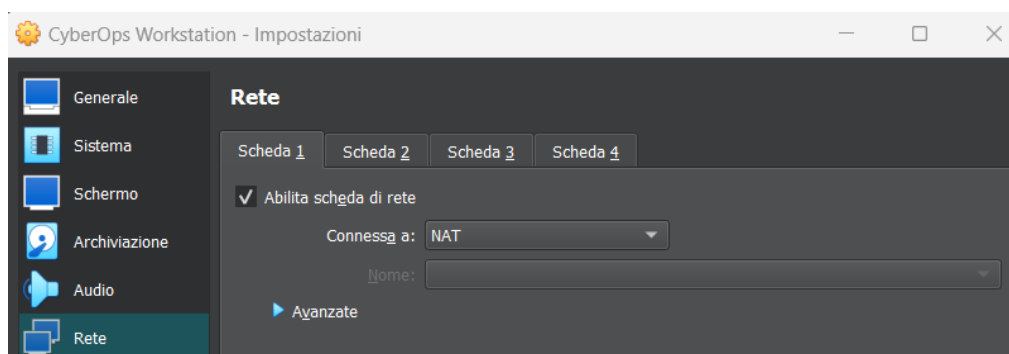 CyberOps Workstation - Impostazioni
Generale
Sistema
Schermo
Archiviazione
Audio
Rete
Rete
Scheda 1
Scheda 2
Scheda 3
Scheda 4
Abilita scheda di rete
Connessa a: NAT
Nome:
Avanzate